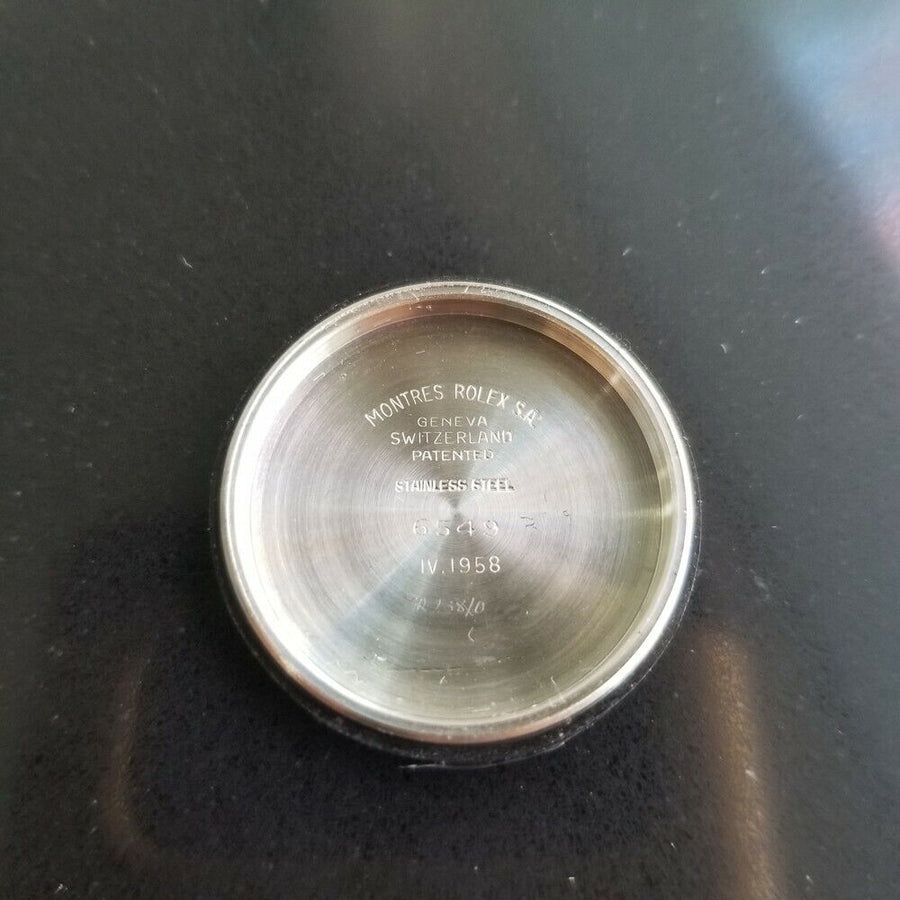 MONTRES ROLEX S.A.
GENEVA
SWITZERLAND
PATENTED
STAINLESS STEEL
6549
IV.1958